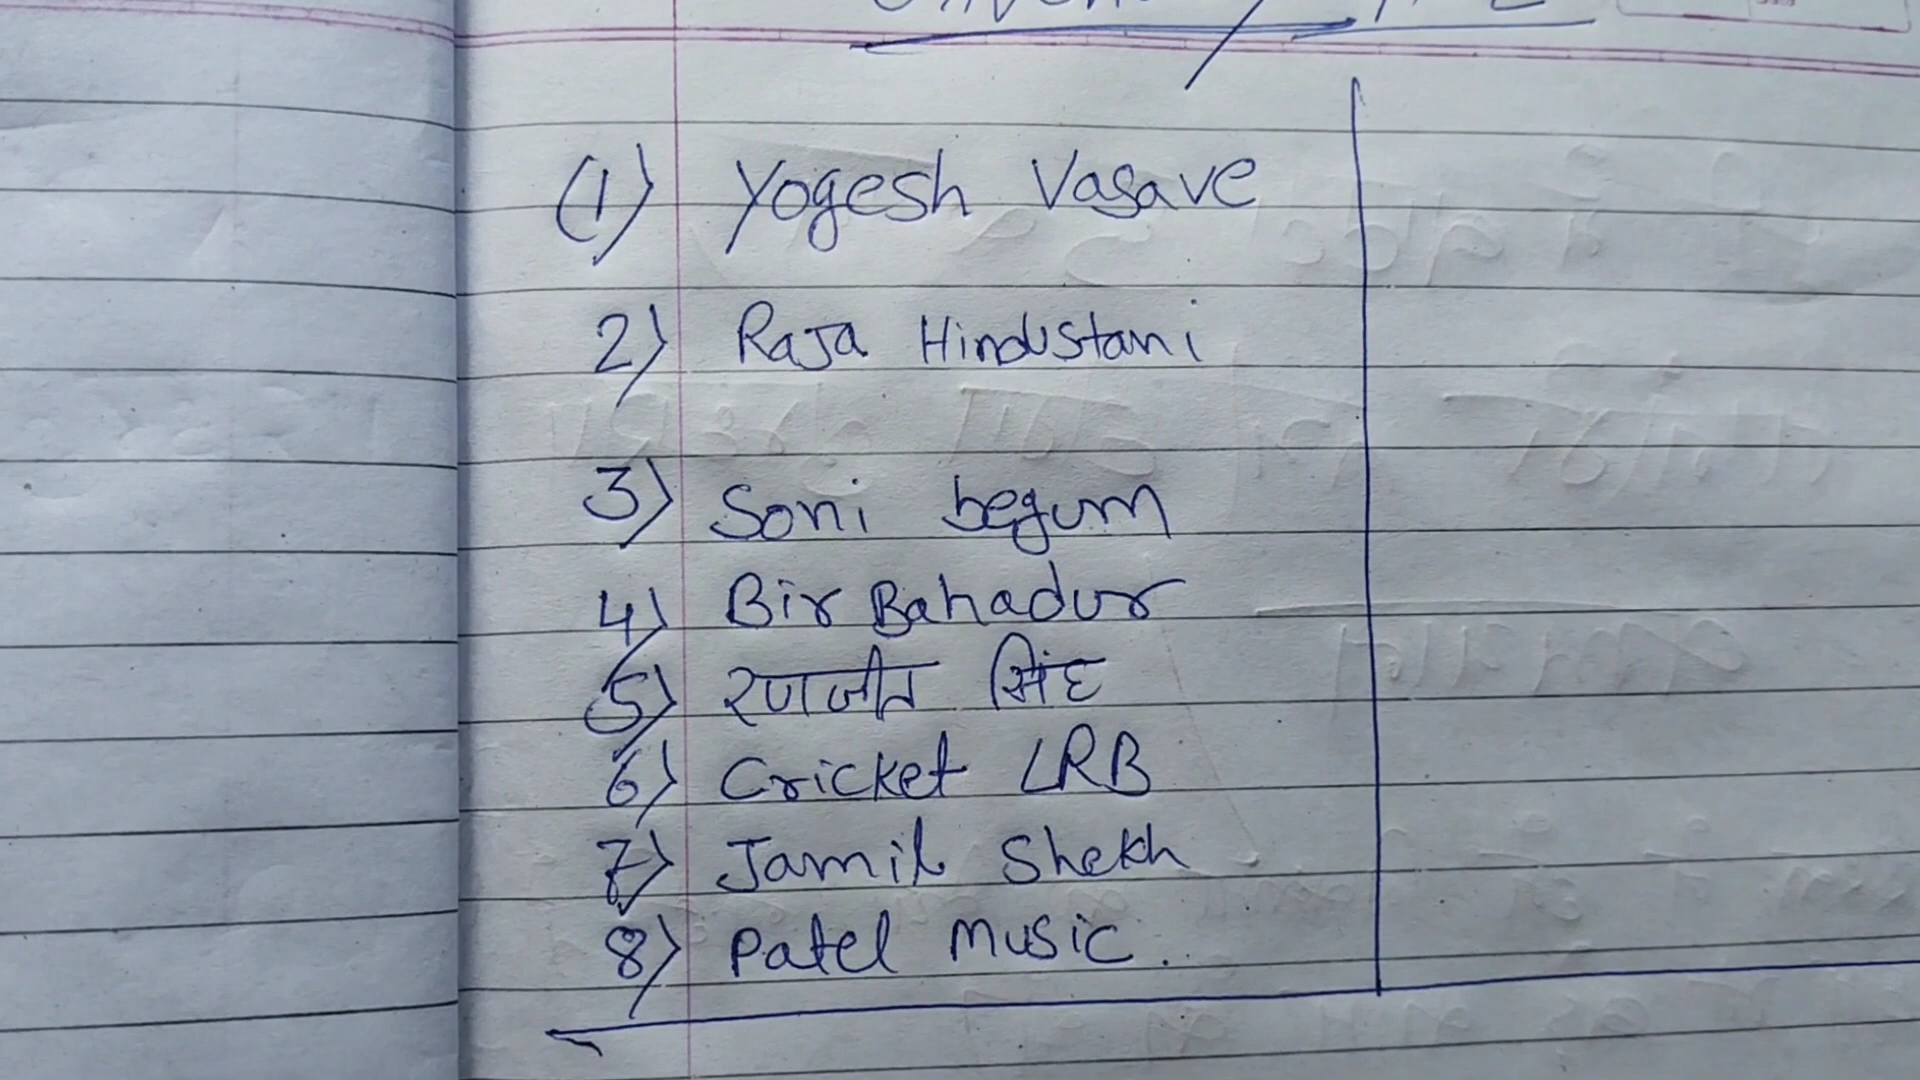 (1) Yogesh Vasave
2) Raja Hindustani
3) Soni begum
4) Bir Bahadur
5) रणजीत सिंह
6) Cricket LRB
7) Jamil Shekh
8) Patel Music.